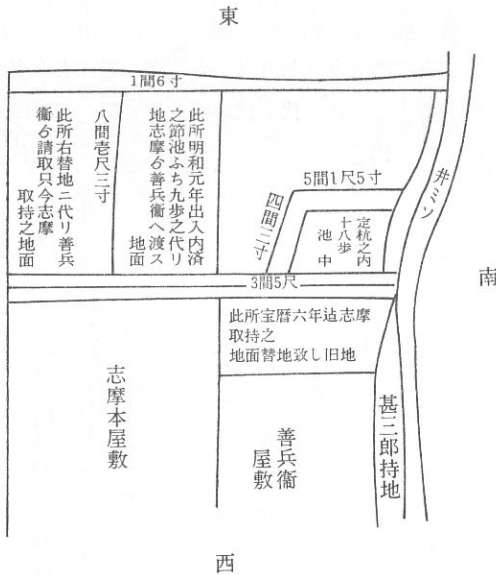 東
1間6寸
此所明和元年出入内済
之節池ふち九歩之代り
地志摩ゟ善兵衛へ渡ス
地面
八間壱尺三寸
此所右替地ニ代り善兵
衛ゟ請取只今志摩
取持之地面
5間1尺5寸
四間三寸
定杭之内
十八歩
池中
井ミソ
南
3間5尺
此所宝暦六年迠志摩
取持之
地面替地致し旧地
志摩本屋敷
善兵衛
屋敷
甚三郎持地
西